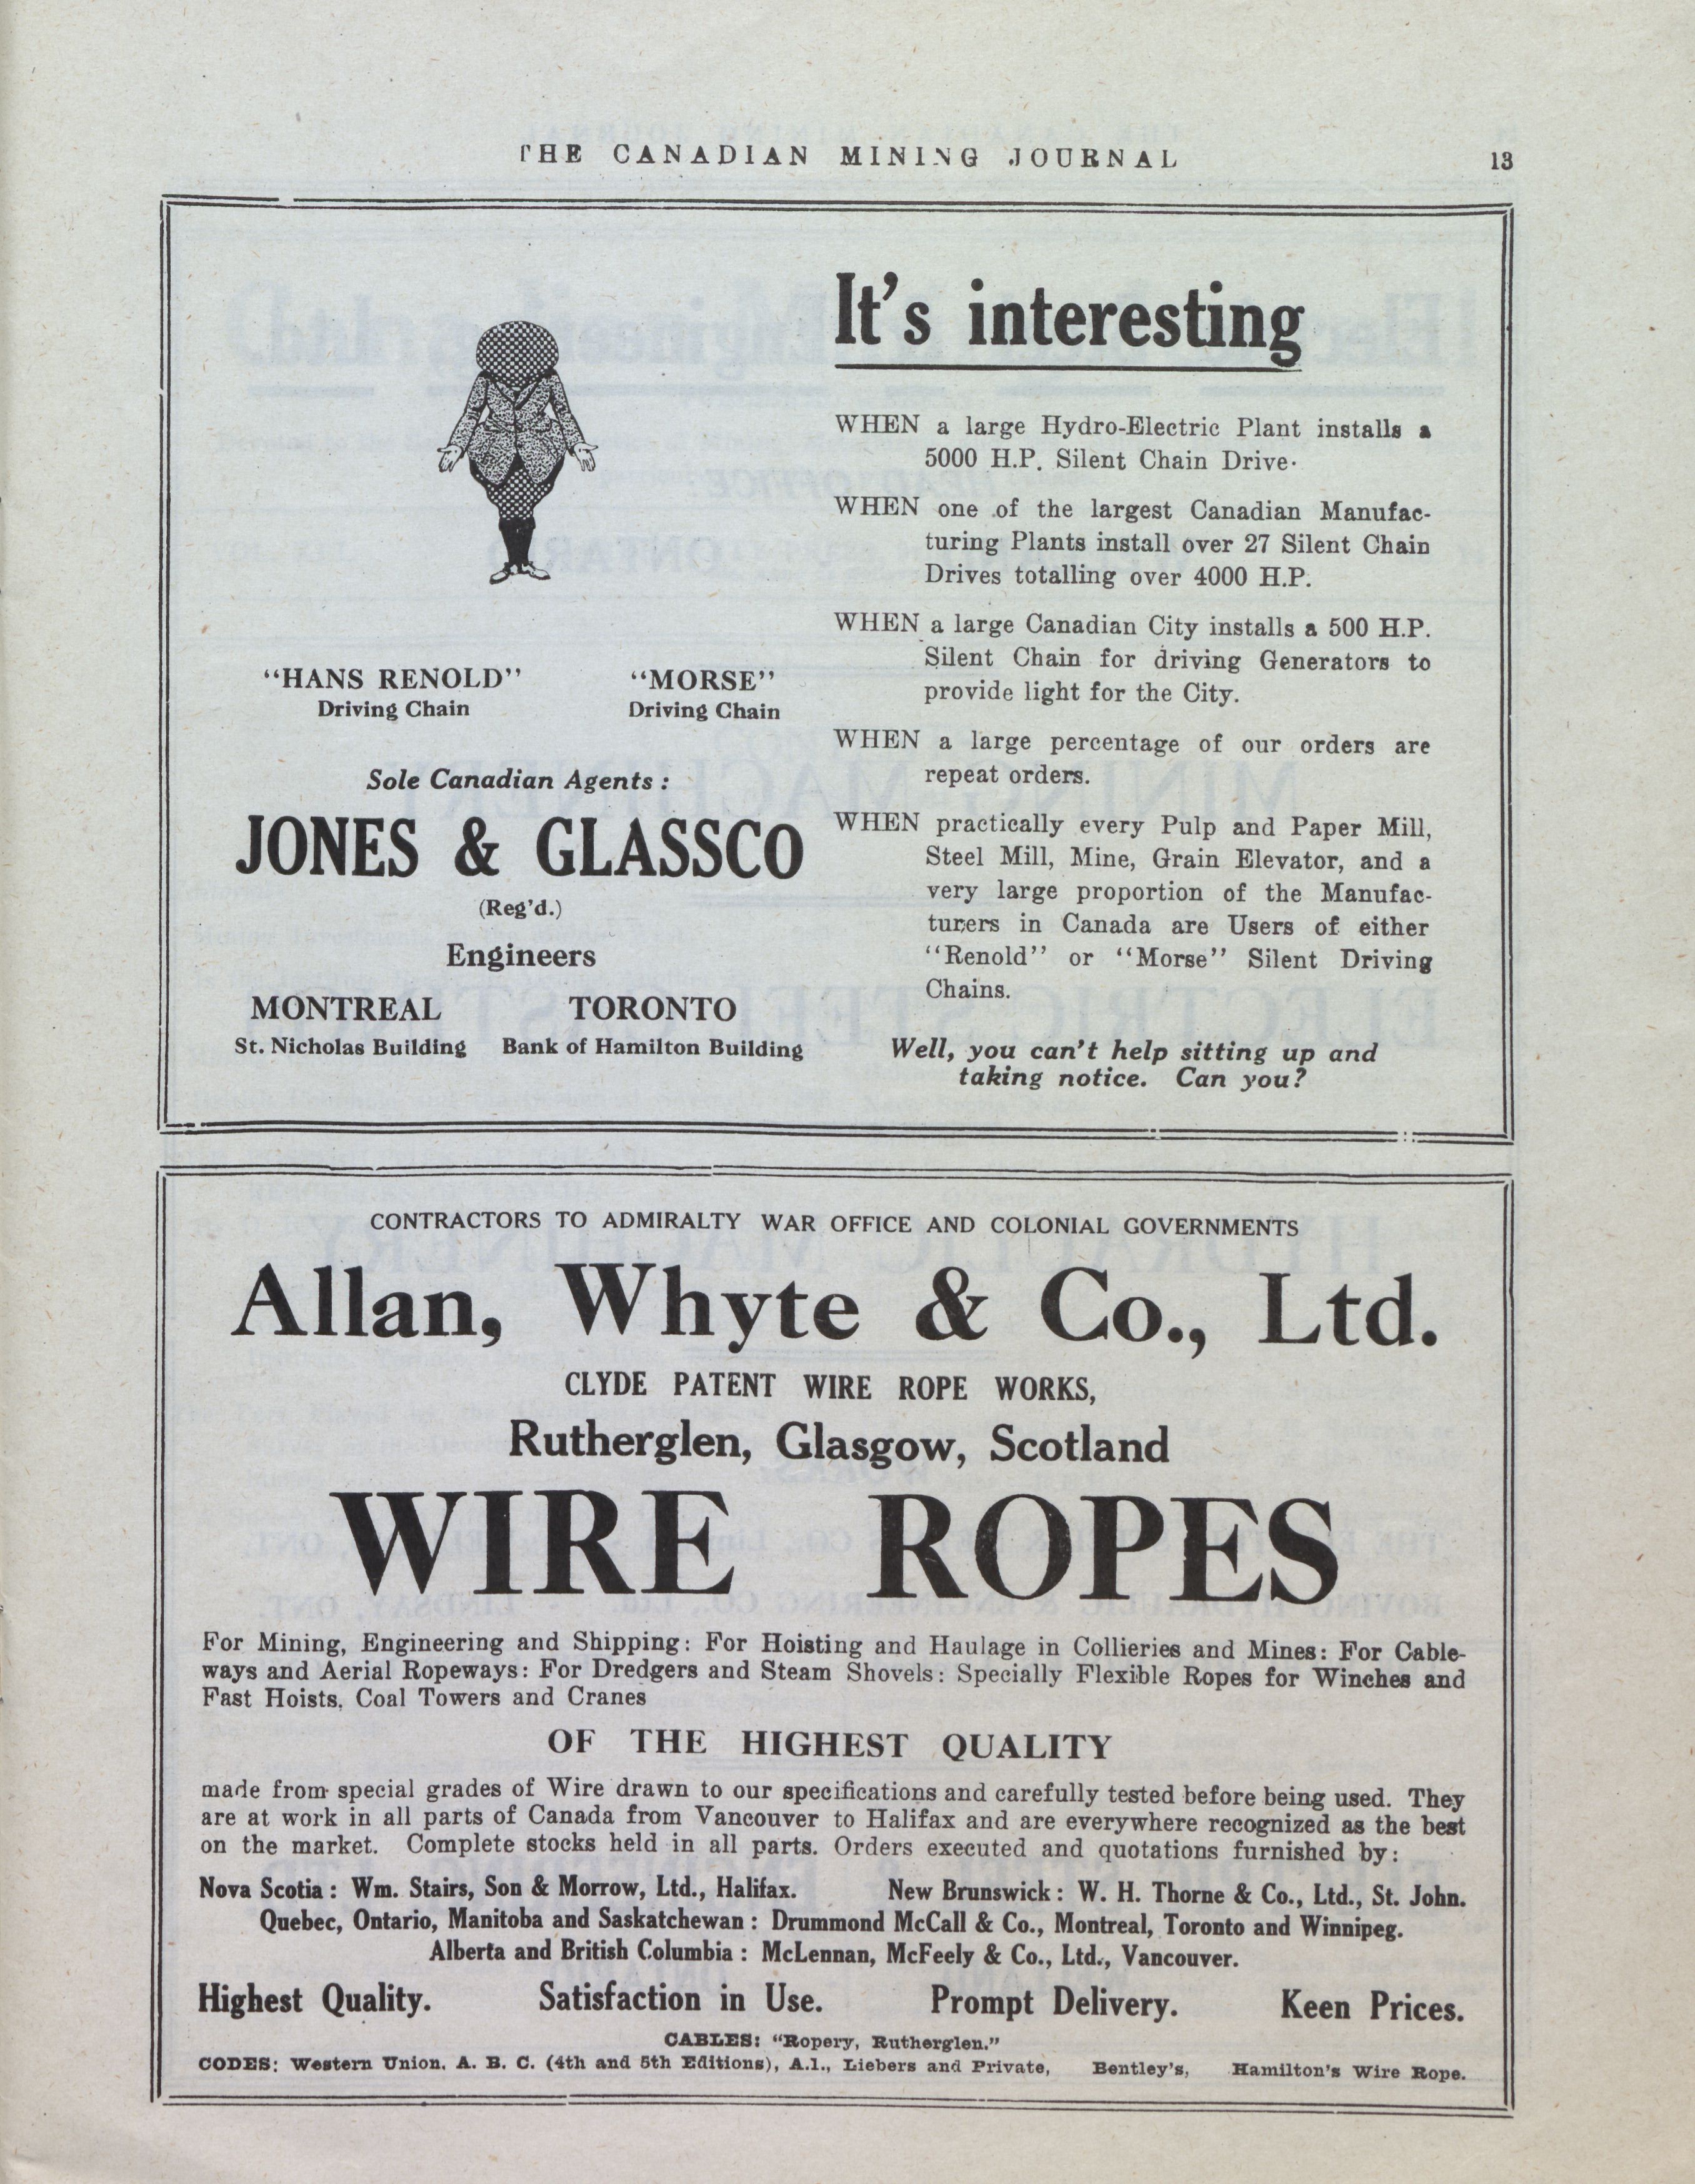 THE CANADIAN MINING JOURNAL 13
It's interesting
WHEN a large Hydro-Electric Plant installs a
5000 H.P. Silent Chain Drive.
WHEN one of the largest Canadian Manufac-
turing Plants install over 27 Silent Chain
Drives totalling over 4000 H.P.
WHEN a large Canadian City installs a 500 H.P.
Silent Chain for driving Generators to
provide light for the City.
WHEN a large percentage of our orders are
repeat orders.
WHEN practically every Pulp and Paper Mill,
Steel Mill, Mine, Grain Elevator, and a
very large proportion of the Manufac-
turers in Canada are Users of either
"Renold" or "Morse" Silent Driving
Chains.
Well, you can't help sitting up and
taking notice. Can you?
"HANS RENOLD" "MORSE"
Driving Chain Driving Chain
Sole Canadian Agents :
JONES & GLASSCO
(Reg'd.)
Engineers
MONTREAL TORONTO
St. Nicholas Building Bank of Hamilton Building
CONTRACTORS TO ADMIRALTY WAR OFFICE AND COLONIAL GOVERNMENTS
Allan, Whyte & Co., Ltd.
CLYDE PATENT WIRE ROPE WORKS,
Rutherglen, Glasgow, Scotland
WIRE ROPES
For Mining, Engineering and Shipping: For Hoisting and Haulage in Collieries and Mines: For Cable-
ways and Aerial Ropeways: For Dredgers and Steam Shovels: Specially Flexible Ropes for Winches and
Fast Hoists, Coal Towers and Cranes
OF THE HIGHEST QUALITY
made from special grades of Wire drawn to our specifications and carefully tested before being used. They
are at work in all parts of Canada from Vancouver to Halifax and are everywhere recognized as the best
on the market. Complete stocks held in all parts. Orders executed and quotations furnished by:
Nova Scotia : Wm. Stairs, Son & Morrow, Ltd., Halifax. New Brunswick : W. H. Thorne & Co., Ltd., St. John.
Quebec, Ontario, Manitoba and Saskatchewan : Drummond McCall & Co., Montreal, Toronto and Winnipeg.
Alberta and British Columbia : McLennan, McFeely & Co., Ltd., Vancouver.
Highest Quality. Satisfaction in Use. Prompt Delivery. Keen Prices.
CABLES: "Ropery, Rutherglen."
CODES: Western Union, A. B. C. (4th and 5th Editions), A.1., Liebers and Private, Bentley's, Hamilton's Wire Rope.